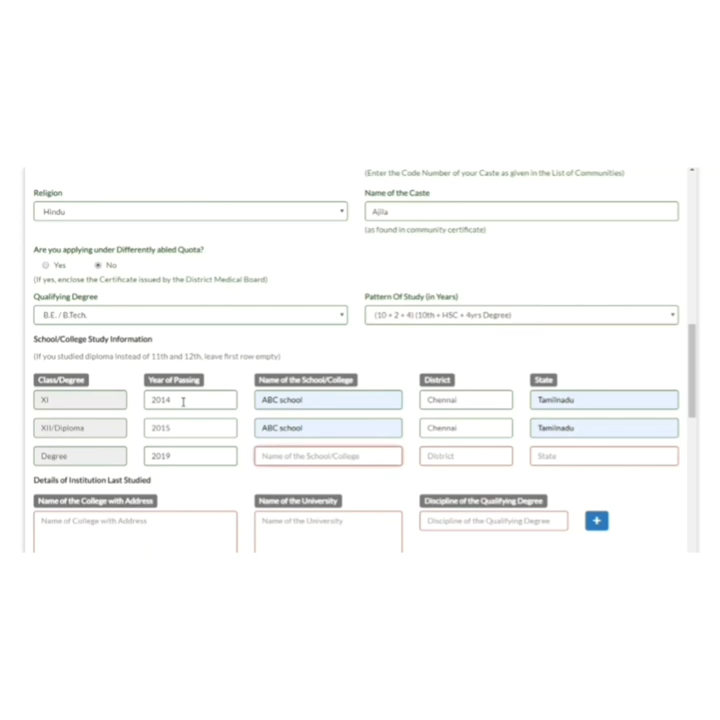 (Enter the Code Number of your Caste as given in the List of Communities)
Religion Name of the Caste
Hindu Ajila
(as found in community certificate)
Are you applying under Differently abled Quota?
Yes No
(If yes, enclose the Certificate issued by the District Medical Board)
Qualifying Degree Pattern Of Study (in Years)
B.E. / B.Tech. (10 + 2 + 4) (10th + HSC + 4yrs Degree)
School/College Study Information
(If you studied diploma instead of 11th and 12th, leave first row empty)
Class/Degree Year of Passing Name of the School/College District State
XI 2014 ABC school Chennai Tamilnadu
XII/Diploma 2015 ABC school Chennai Tamilnadu
Degree 2019 Name of the School/College District State
Details of Institution Last Studied
Name of the College with Address Name of the University Discipline of the Qualifying Degree
Name of College with Address Name of the University Discipline of the Qualifying Degree +